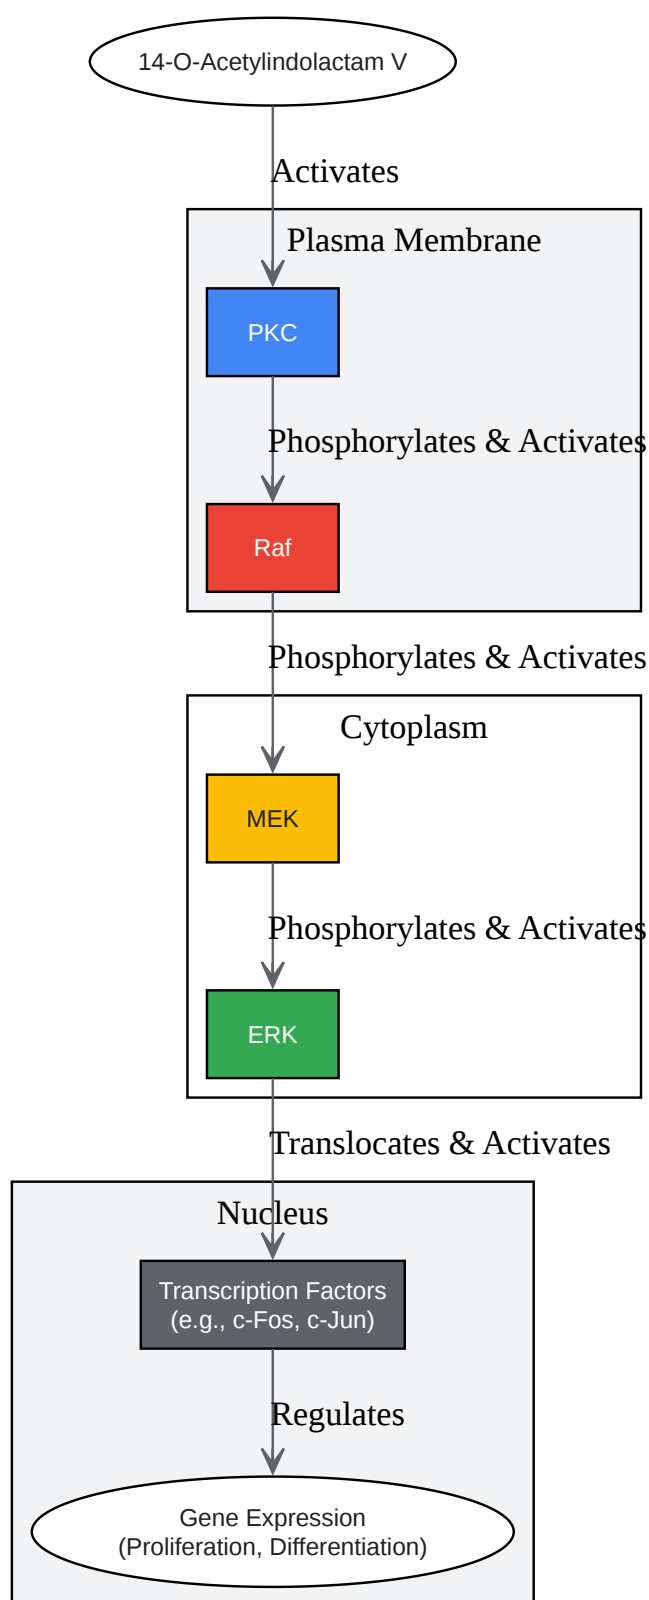 14-O-Acetylindolactam V
Activates
Plasma Membrane
PKC
Phosphorylates & Activates
Raf
Phosphorylates & Activates
Cytoplasm
MEK
Phosphorylates & Activates
ERK
Translocates & Activates
Nucleus
Transcription Factors
(e.g., c-Fos, c-Jun)
Regulates
Gene Expression
(Proliferation, Differentiation)